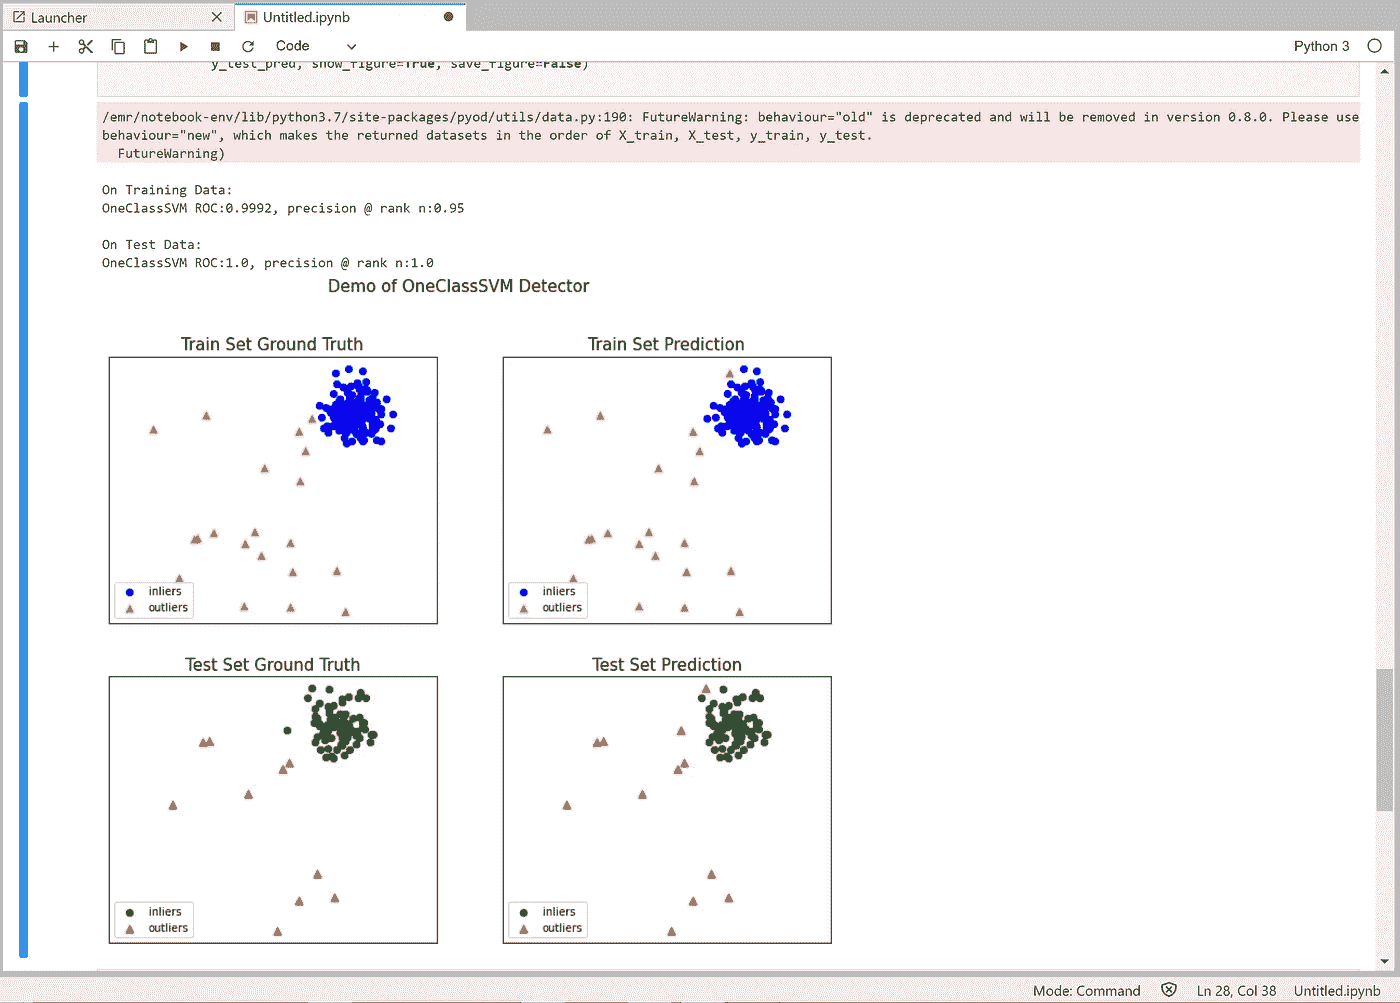 Launcher
Untitled.ipynb
Code
Python 3
y_test_pred, show_figure=True, save_figure=False)
/emr/notebook-env/lib/python3.7/site-packages/pyod/utils/data.py:190: FutureWarning: behaviour="old" is deprecated and will be removed in version 0.8.0. Please use
behaviour="new", which makes the returned datasets in the order of X_train, X_test, y_train, y_test.
FutureWarning)
On Training Data:
OneClassSVM ROC:0.9992, precision @ rank n:0.95
On Test Data:
OneClassSVM ROC:1.0, precision @ rank n:1.0
Demo of OneClassSVM Detector
Train Set Ground Truth
Train Set Prediction
inliers
outliers
inliers
outliers
Test Set Ground Truth
Test Set Prediction
inliers
outliers
inliers
outliers
Mode: Command
Ln 28, Col 38
Untitled.ipynb